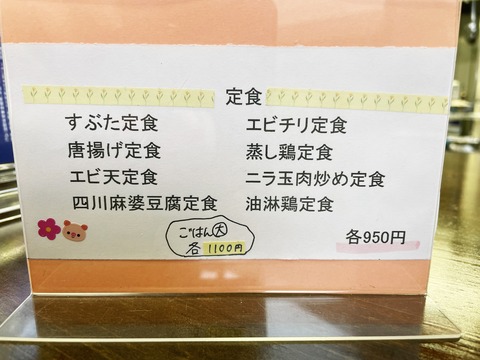 定食
すぶた定食 エビチリ定食
唐揚げ定食 蒸し鶏定食
エビ天定食 ニラ玉肉炒め定食
四川麻婆豆腐定食 油淋鶏定食
ごはん大
各1100円
各950円